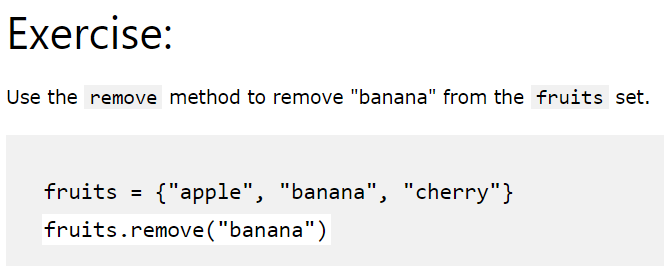 Exercise:
Use the remove method to remove "banana" from the fruits set.
fruits = {"apple", "banana", "cherry"}
fruits.remove("banana")